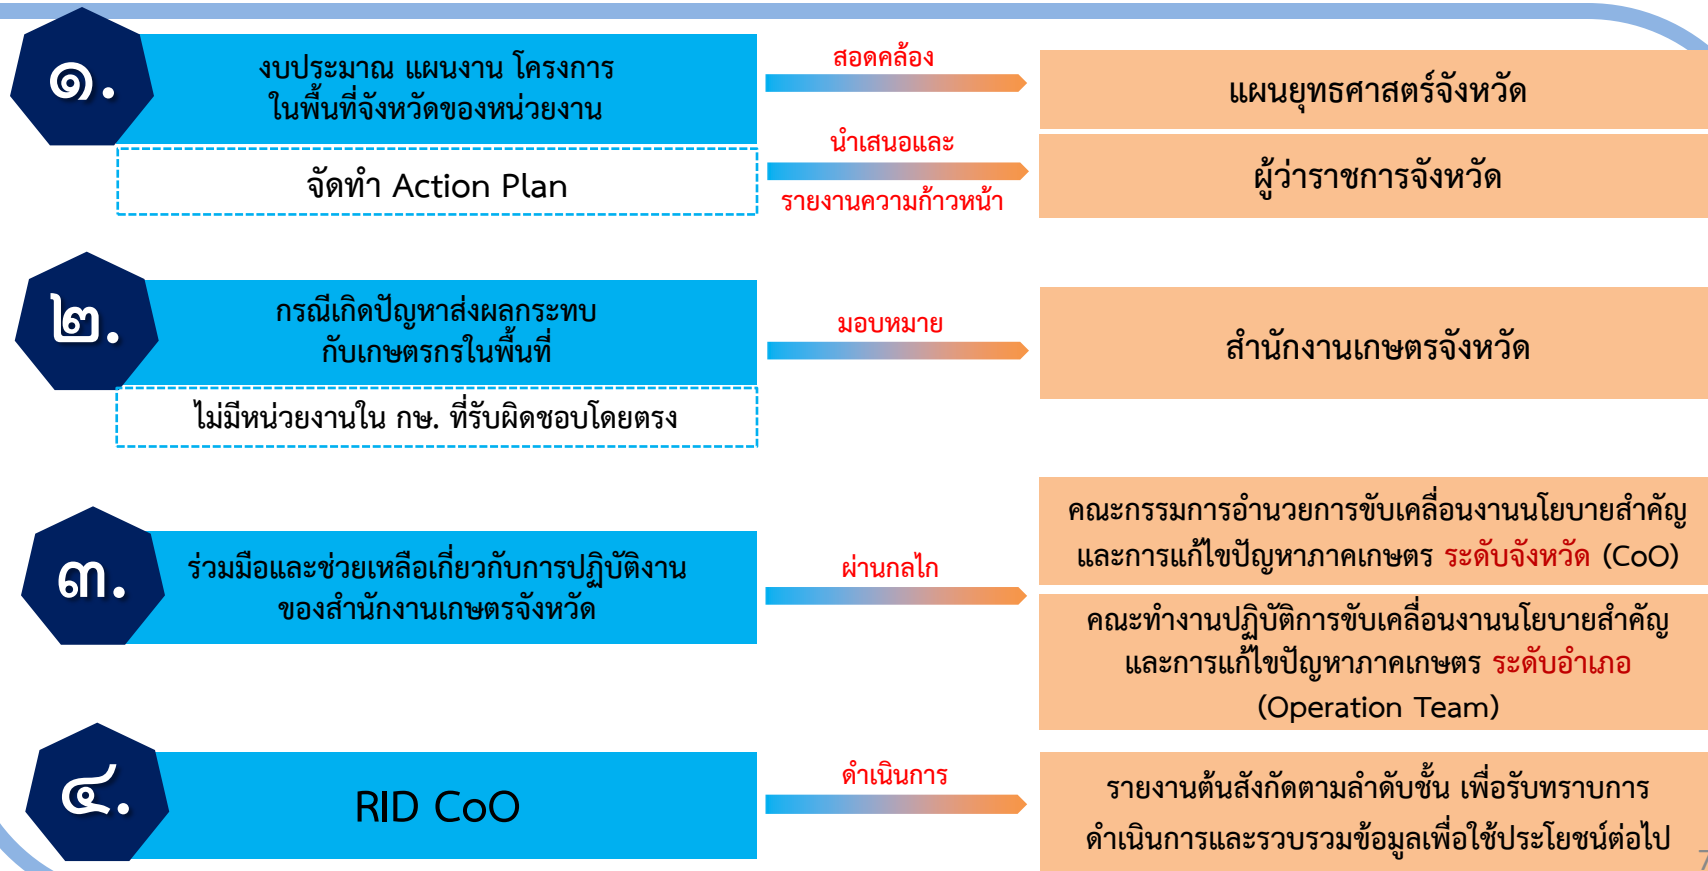 ๑.
งบประมาณ แผนงาน โครงการ
ในพื้นที่จังหวัดของหน่วยงาน
สอดคล้อง
แผนยุทธศาสตร์จังหวัด
จัดทำ Action Plan
นำเสนอและ
รายงานความก้าวหน้า
ผู้ว่าราชการจังหวัด
๒.
กรณีเกิดปัญหาส่งผลกระทบ
กับเกษตรกรในพื้นที่
มอบหมาย
สำนักงานเกษตรจังหวัด
ไม่มีหน่วยงานใน กษ. ที่รับผิดชอบโดยตรง
๓.
ร่วมมือและช่วยเหลือเกี่ยวกับการปฏิบัติงาน
ของสำนักงานเกษตรจังหวัด
ผ่านกลไก
คณะกรรมการอำนวยการขับเคลื่อนงานนโยบายสำคัญ
และการแก้ไขปัญหาภาคเกษตร ระดับจังหวัด (CoO)
คณะทำงานปฏิบัติการขับเคลื่อนงานนโยบายสำคัญ
และการแก้ไขปัญหาภาคเกษตร ระดับอำเภอ
(Operation Team)
๔.
RID CoO
ดำเนินการ
รายงานต้นสังกัดตามลำดับชั้น เพื่อรับทราบการ
ดำเนินการและรวบรวมข้อมูลเพื่อใช้ประโยชน์ต่อไป
7